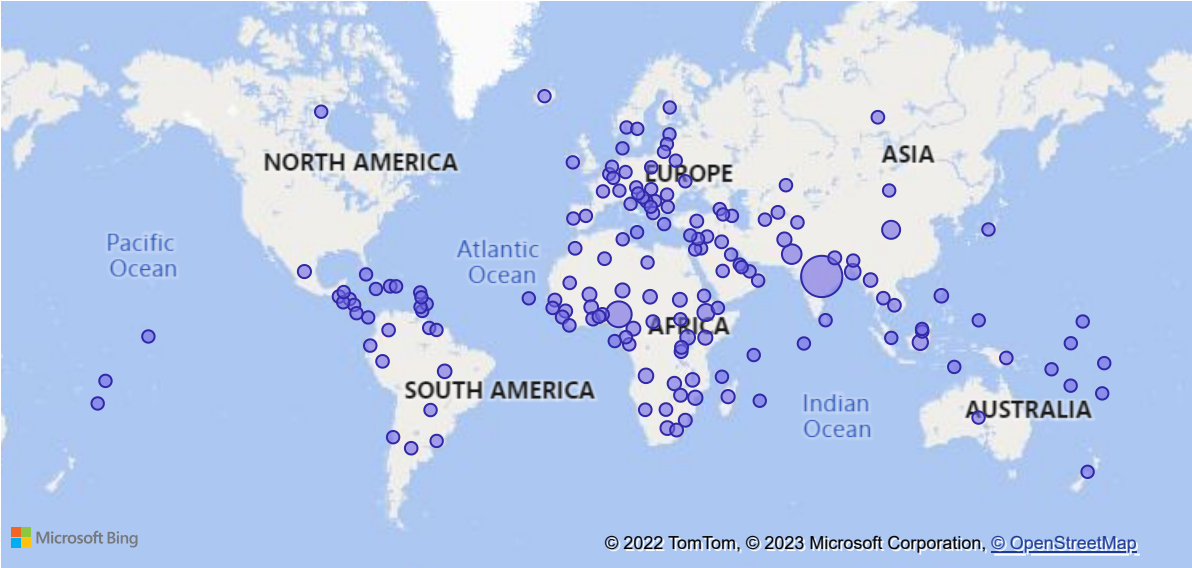 NORTH AMERICA
EUROPE
ASIA
Pacific
Ocean
Atlantic
Ocean
AFRICA
SOUTH AMERICA
Indian
Ocean
AUSTRALIA
Microsoft Bing
© 2022 TomTom, © 2023 Microsoft Corporation, © OpenStreetMap